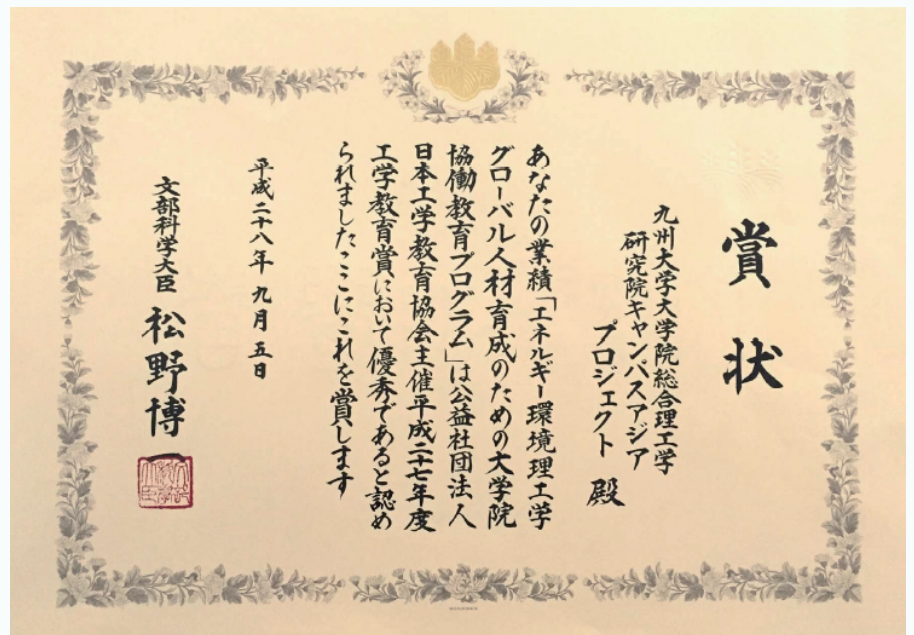 賞状
九州大学大学院総合理工学
研究院キャンパスアジア
プロジェクト 殿
あなたの業績「エネルギー環境理工学
グローバル人材育成のための大学院
協働教育プログラム」は公益社団法人
日本工学教育協会主催平成二十七年度
工学教育賞において優秀であると認め
られましたここにこれを賞します
平成二十八年 九月 五日
文部科学大臣 松野博一